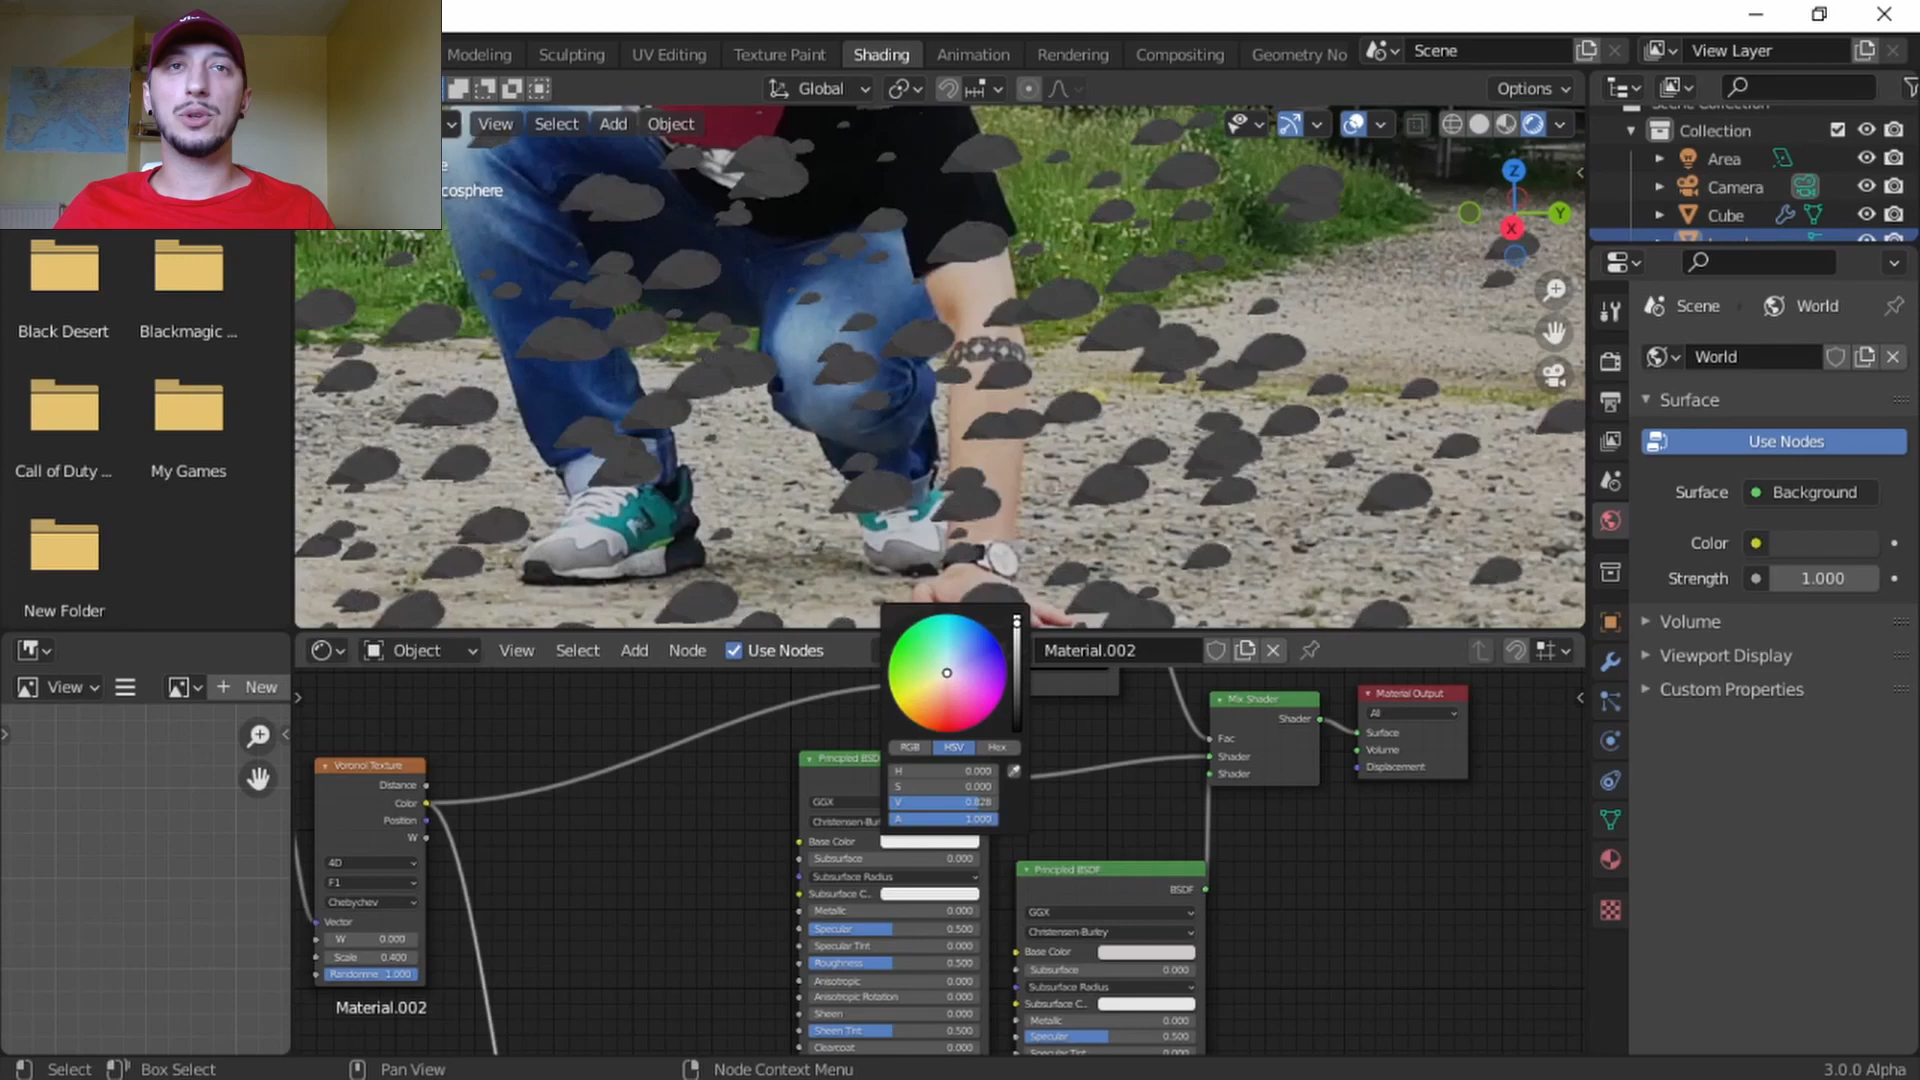 Modeling Sculpting UV Editing Texture Paint Shading Animation Rendering Compositing Geometry No
Scene
View Layer
Global
Options
View Select Add Object
Collection
Area
Camera
Cube
cosphere
Z
Y
X
Black Desert
Blackmagic ...
Call of Duty ...
My Games
New Folder
Scene
World
World
Surface
Use Nodes
Surface
Background
Color
Strength
1.000
Volume
Viewport Display
Custom Properties
Object
View Select Add Node
Use Nodes
Material.002
View
New
RGB HSV Hex
H 0.000
S 0.000
V 0.828
A 1.000
Voronoi Texture
Distance
Color
Position
W
4D
F1
Chebychev
Vector
W 0.000
Scale 0.400
Randomne 1.000
Material.002
Principled BSD
GGX
Christensen-Bur
Base Color
Subsurface 0.000
Subsurface Radius
Subsurface C..
Metallic 0.000
Specular 0.500
Specular Tint 0.000
Roughness 0.500
Anisotropic 0.000
Anisotropic Rotation 0.000
Sheen 0.000
Sheen Tint 0.500
Clearcoat 0.000
Principled BSDF
BSDF
GGX
Christensen-Burley
Base Color
Subsurface 0.000
Subsurface Radius
Subsurface C..
Metallic 0.000
Specular 0.500
Mix Shader
Shader
Fac
Shader
Shader
Material Output
All
Surface
Volume
Displacement
Select
Box Select
Pan View
Node Context Menu
3.0.0 Alpha